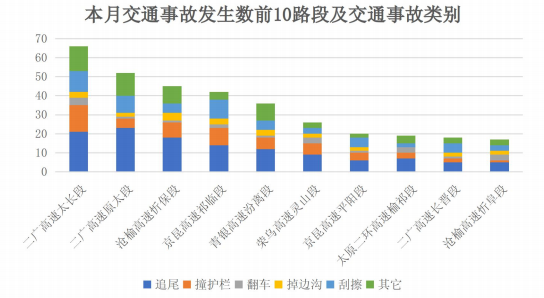 本月交通事故发生数前10路段及交通事故类别
70
60
50
40
30
20
10
0
二广高速太长段
二广高速原太段
沧榆高速忻保段
京昆高速祁临段
青银高速汾离段
荣乌高速灵山段
京昆高速平阳段
太原二环高速榆祁段
二广高速长晋段
沧榆高速忻阜段
追尾 撞护栏 翻车 掉边沟 刮擦 其它